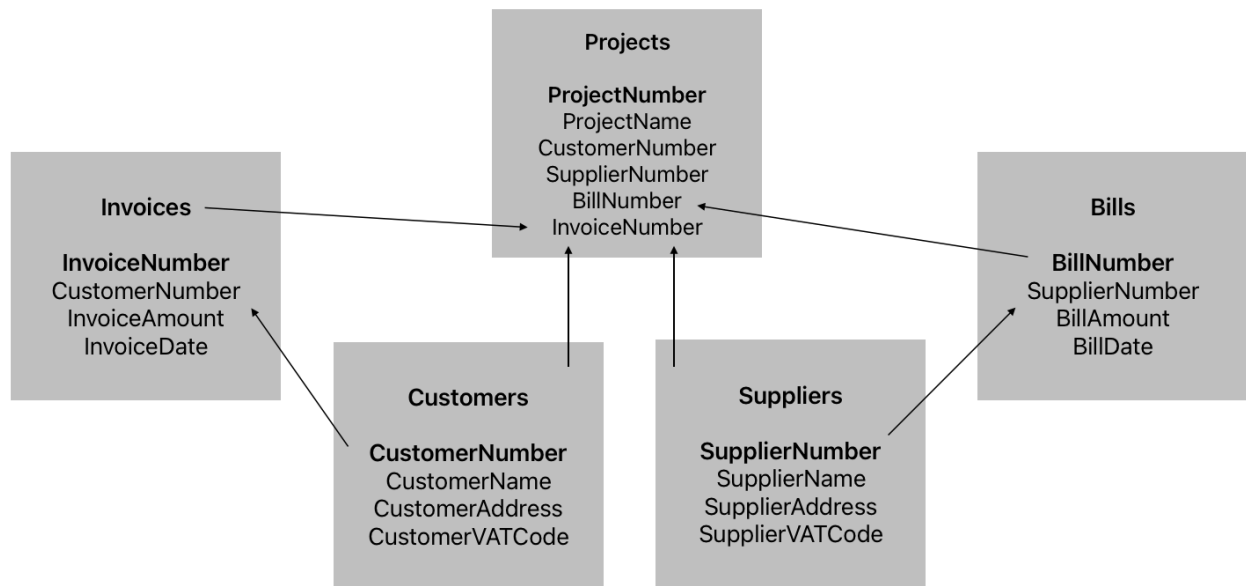 Projects
ProjectNumber
ProjectName
CustomerNumber
SupplierNumber
BillNumber
InvoiceNumber
Invoices
InvoiceNumber
CustomerNumber
InvoiceAmount
InvoiceDate
Bills
BillNumber
SupplierNumber
BillAmount
BillDate
Customers
CustomerNumber
CustomerName
CustomerAddress
CustomerVATCode
Suppliers
SupplierNumber
SupplierName
SupplierAddress
SupplierVATCode